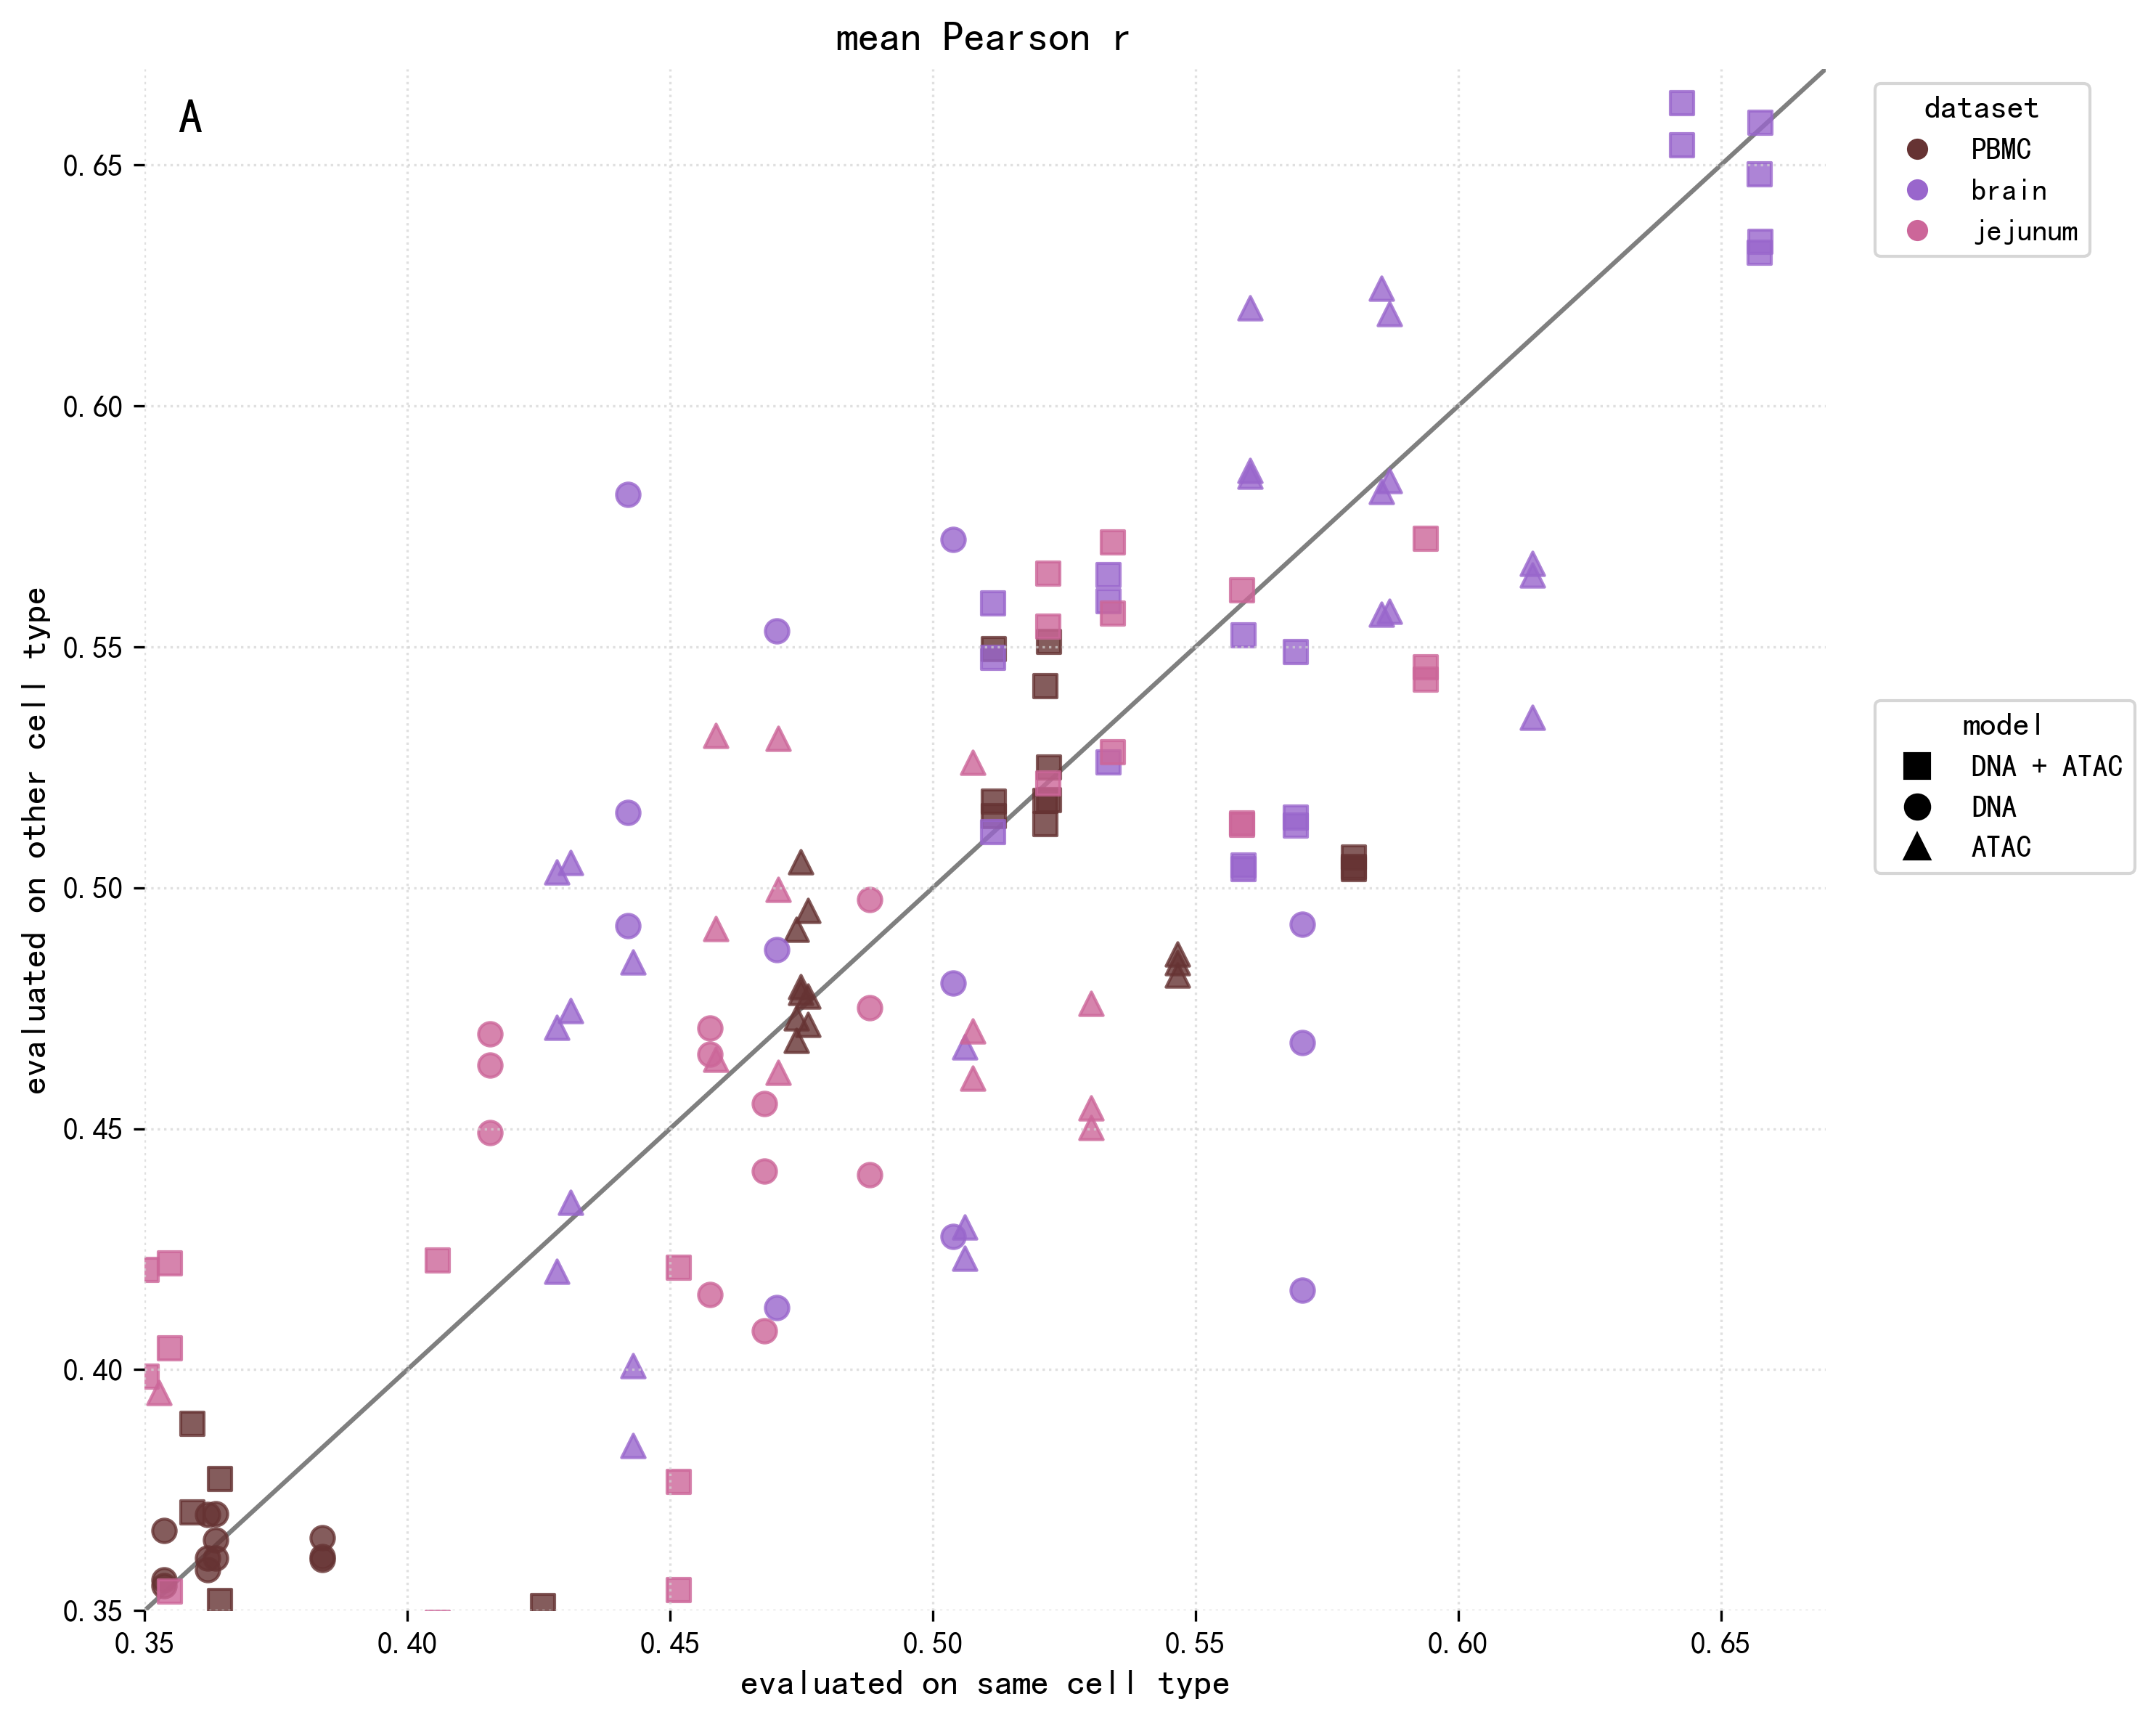 mean Pearson r
A
dataset
PBMC
brain
jejunum
model
DNA + ATAC
DNA
ATAC
evaluated on other cell type
0.65
0.60
0.55
0.50
0.45
0.40
0.35
0.35 0.40 0.45 0.50 0.55 0.60 0.65
evaluated on same cell type